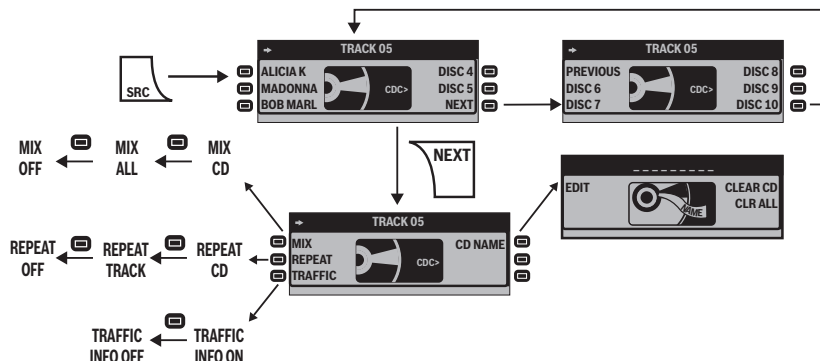 SRC
TRACK 05
ALICIA K
MADONNA
BOB MARL
CDC>
DISC 4
DISC 5
NEXT
TRACK 05
PREVIOUS
DISC 6
DISC 7
CDC>
DISC 8
DISC 9
DISC 10
NEXT
MIX
OFF
MIX
ALL
MIX
CD
EDIT
NAME
CLEAR CD
CLR ALL
TRACK 05
MIX
REPEAT
TRAFFIC
CDC>
CD NAME
REPEAT
OFF
REPEAT
TRACK
REPEAT
CD
TRAFFIC
INFO OFF
TRAFFIC
INFO ON